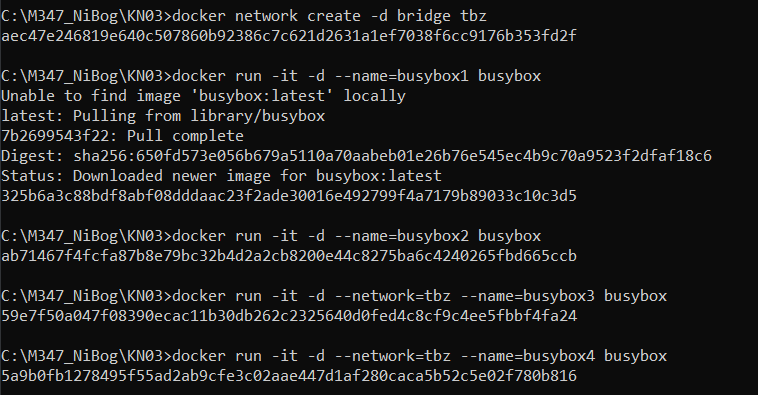 C:\M347_NiBog\KN03>docker network create -d bridge tbz
aec47e246819e640c507860b92386c7c621d2631a1ef7038f6cc9176b353fd2f
C:\M347_NiBog\KN03>docker run -it -d --name=busybox1 busybox
Unable to find image 'busybox:latest' locally
latest: Pulling from library/busybox
7b2699543f22: Pull complete
Digest: sha256:650fd573e056b679a5110a70aabeb01e26b76e545ec4b9c70a9523f2dfaf18c6
Status: Downloaded newer image for busybox:latest
325b6a3c88bdf8abf08dddaac23f2ade30016e492799f4a7179b89033c10c3d5
C:\M347_NiBog\KN03>docker run -it -d --name=busybox2 busybox
ab71467f4fcfa87b8e79bc32b4d2a2cb8200e44c8275ba6c4240265fbd665ccb
C:\M347_NiBog\KN03>docker run -it -d --network=tbz --name=busybox3 busybox
59e7f50a047f08390ecac11b30db262c2325640d0fed4c8cf9c4ee5fbbf4fa24
C:\M347_NiBog\KN03>docker run -it -d --network=tbz --name=busybox4 busybox
5a9b0fb1278495f55ad2ab9cfe3c02aae447d1af280caca5b52c5e02f780b816